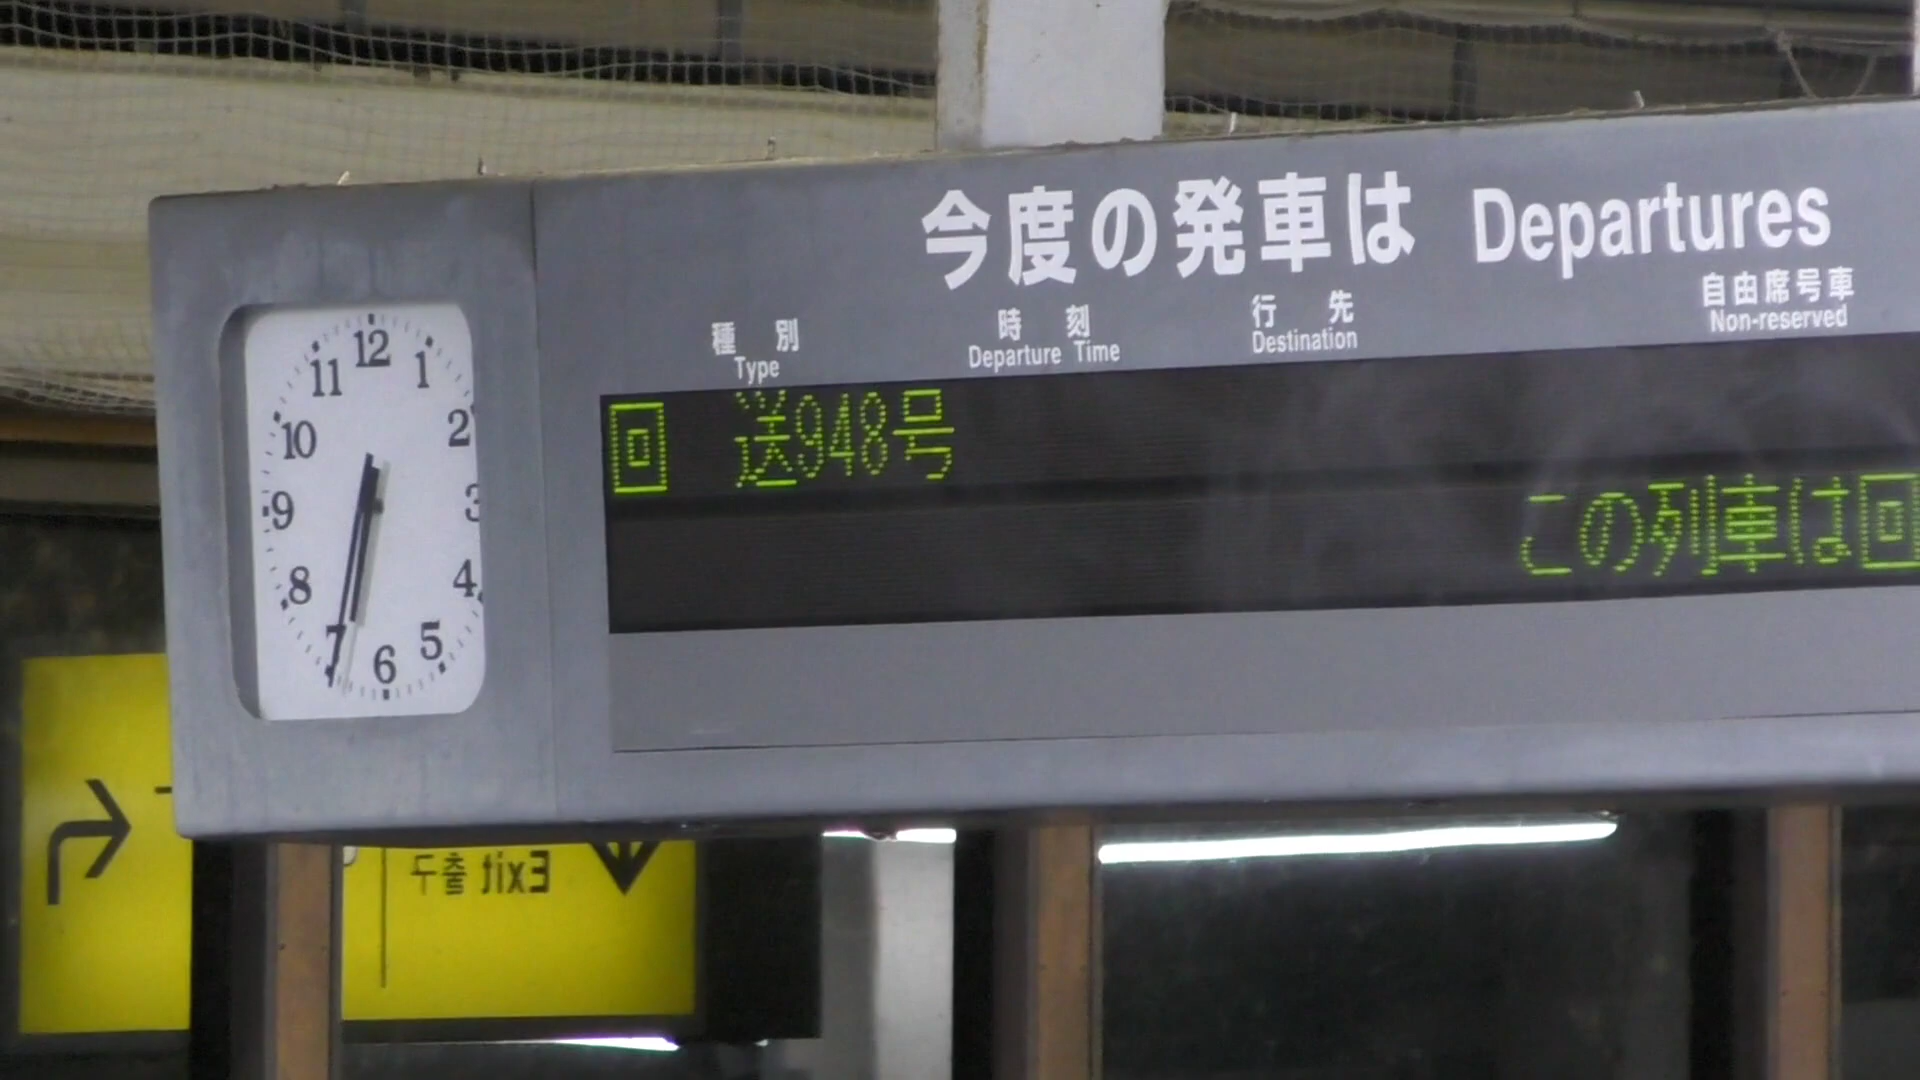 今度の発車は Departures
種別 時刻 行先 自由席号車
Type Departure Time Destination Non-reserved
回 送948号
この列車は回
12
11 1
10 2
9 3
8 4
7 5
6
Exit 출구